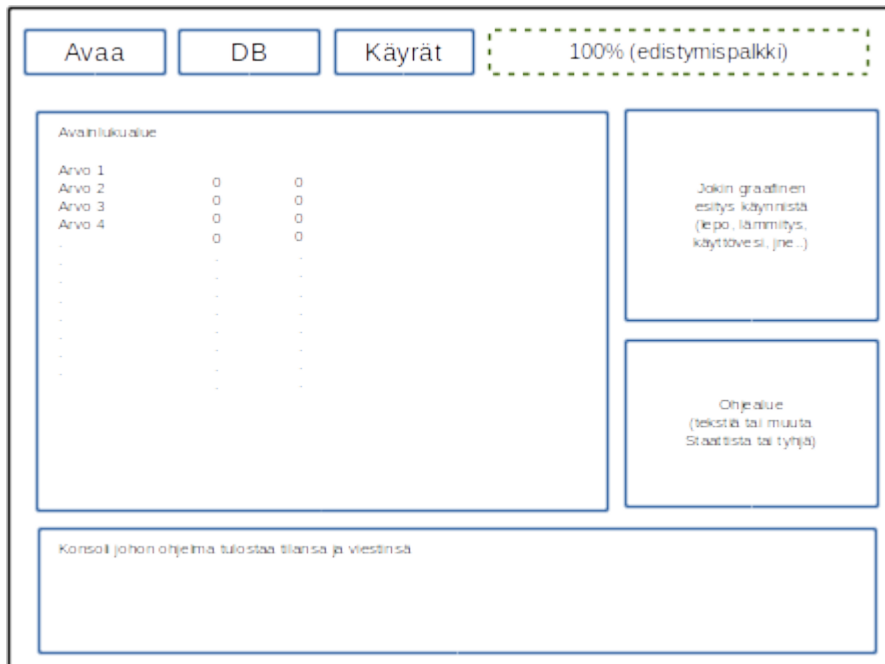 Avaa
DB
Käyrät
100% (edistymispalkki)
Avainlukualue
Arvo 1
Arvo 2
Arvo 3
Arvo 4
0 0
0 0
0 0
0 0
Jokin graafinen
esitys käynnistä
(lepo, lämmitys,
käyttövesi, jne..)
Ohjealue
(tekstiä tai muuta
Staattista tai tyhjä)
Konsoli johon ohjelma tulostaa tilansa ja viestinsä